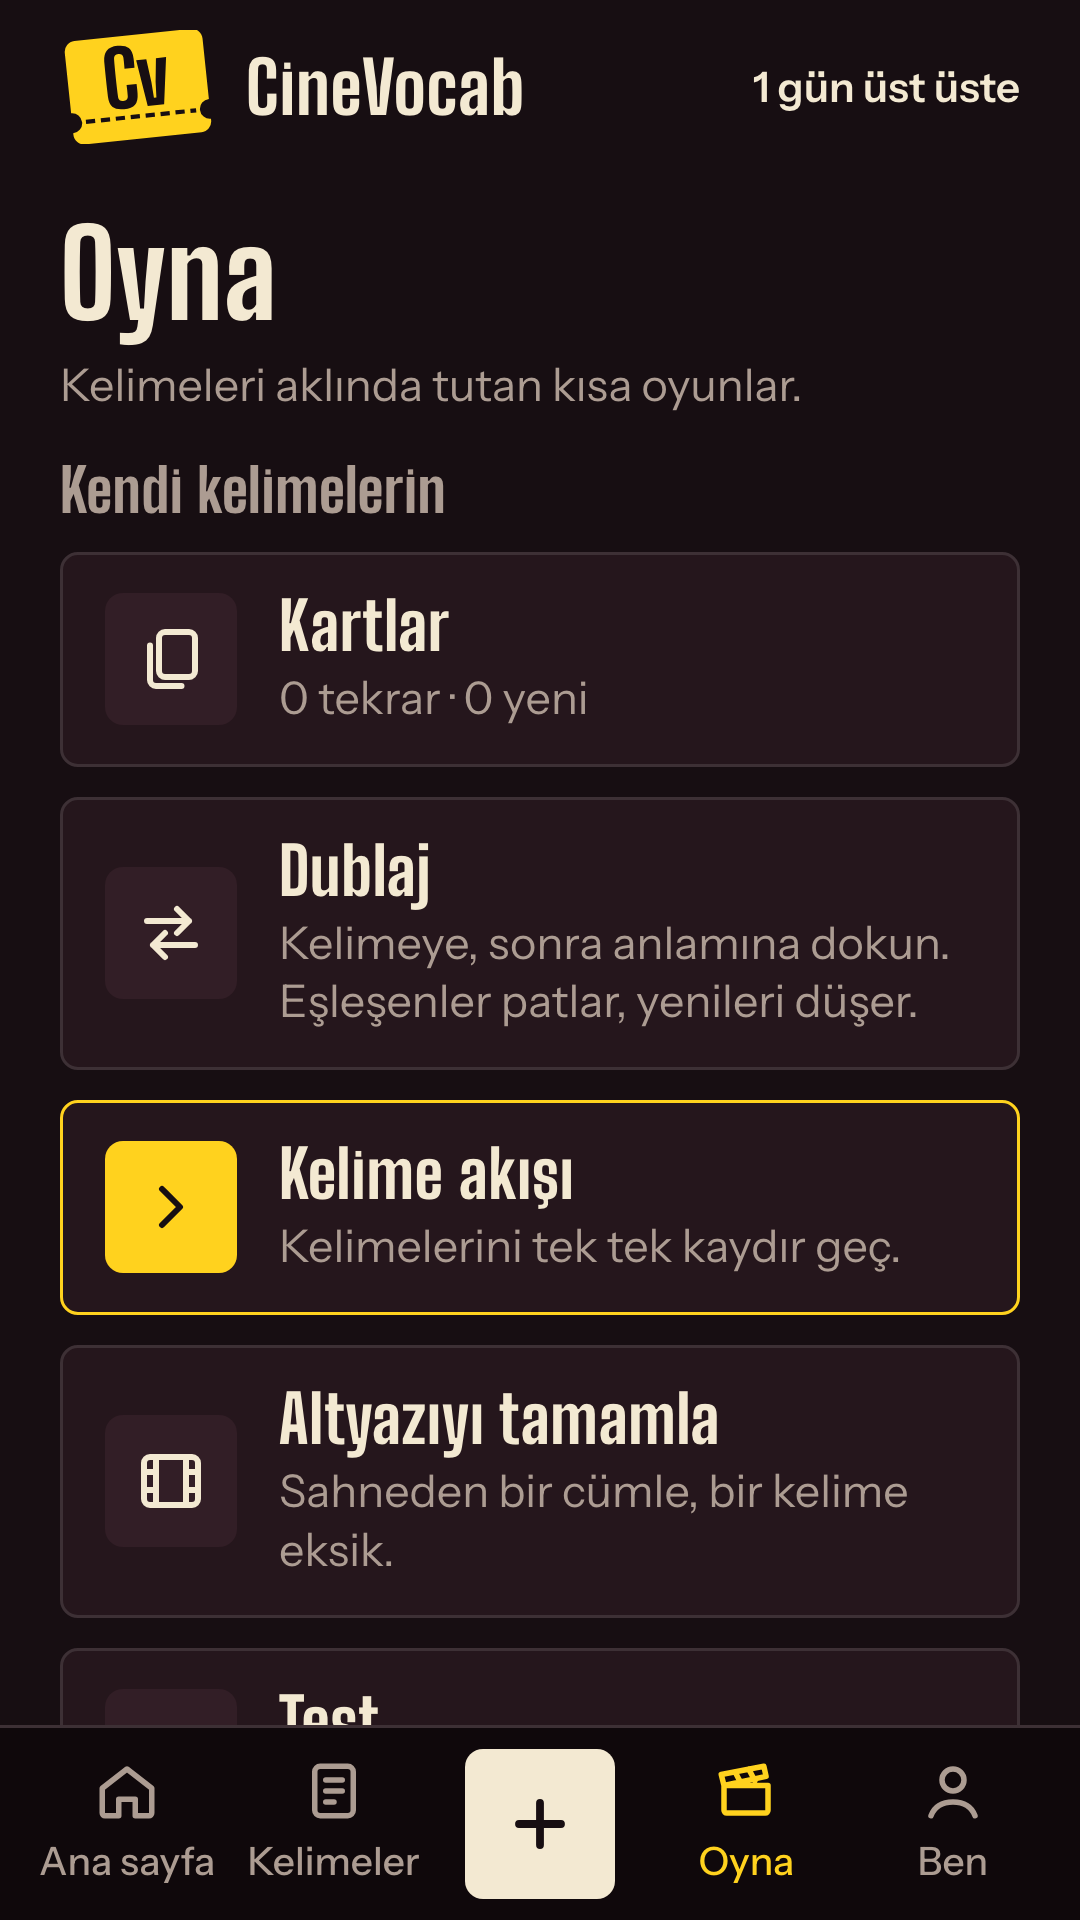 Cv
CineVocab
1 gün üst üste
Oyna
Kelimeleri aklında tutan kısa oyunlar.
Kendi kelimelerin
Kartlar
0 tekrar · 0 yeni
Dublaj
Kelimeye, sonra anlamına dokun.
Eşleşenler patlar, yenileri düşer.
Kelime akışı
Kelimelerini tek tek kaydır geç.
Altyazıyı tamamla
Sahneden bir cümle, bir kelime
eksik.
Test
Ana sayfa
Kelimeler
Oyna
Ben